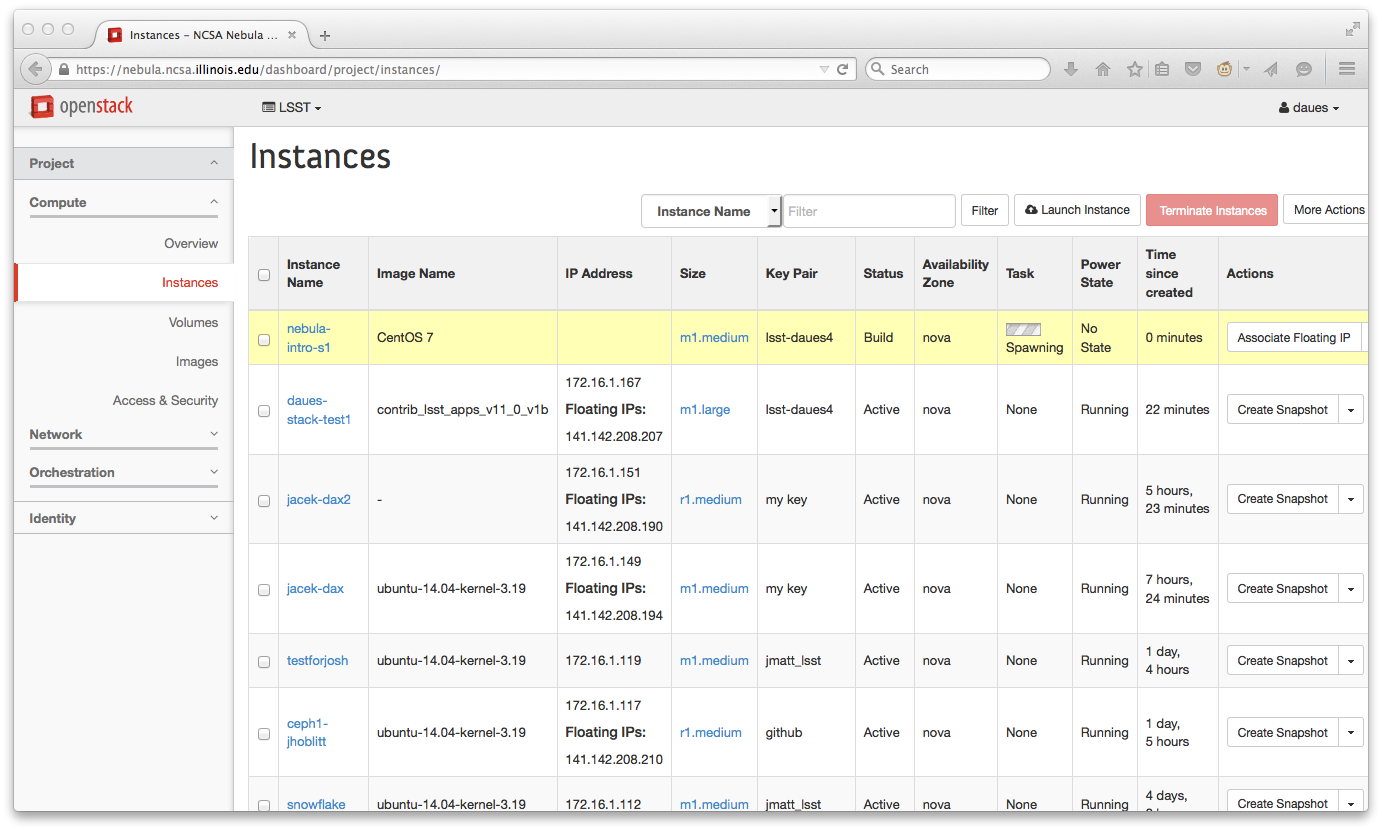 Instances – NCSA Nebula ...
https://nebula.ncsa.illinois.edu/dashboard/project/instances/
Search
openstack
LSST
daues
Project
Compute
Overview
Instances
Volumes
Images
Access & Security
Network
Orchestration
Identity
Instances
Instance Name
Filter
Filter
Launch Instance
Terminate Instances
More Actions
Instance Name
Image Name
IP Address
Size
Key Pair
Status
Availability Zone
Task
Power State
Time since created
Actions
nebula-intro-s1
CentOS 7
m1.medium
lsst-daues4
Build
nova
Spawning
No State
0 minutes
Associate Floating IP
daues-stack-test1
contrib_lsst_apps_v11_0_v1b
172.16.1.167
Floating IPs:
141.142.208.207
m1.large
lsst-daues4
Active
nova
None
Running
22 minutes
Create Snapshot
jacek-dax2
-
172.16.1.151
Floating IPs:
141.142.208.190
r1.medium
my key
Active
nova
None
Running
5 hours, 23 minutes
Create Snapshot
jacek-dax
ubuntu-14.04-kernel-3.19
172.16.1.149
Floating IPs:
141.142.208.194
m1.medium
my key
Active
nova
None
Running
7 hours, 24 minutes
Create Snapshot
testforjosh
ubuntu-14.04-kernel-3.19
172.16.1.119
m1.medium
jmatt_lsst
Active
nova
None
Running
1 day, 4 hours
Create Snapshot
ceph1-jhoblitt
ubuntu-14.04-kernel-3.19
172.16.1.117
Floating IPs:
141.142.208.210
r1.medium
github
Active
nova
None
Running
1 day, 5 hours
Create Snapshot
snowflake
ubuntu-14.04-kernel-3.19
172.16.1.112
m1.medium
jmatt_lsst
Active
nova
None
Running
4 days,
Create Snapshot